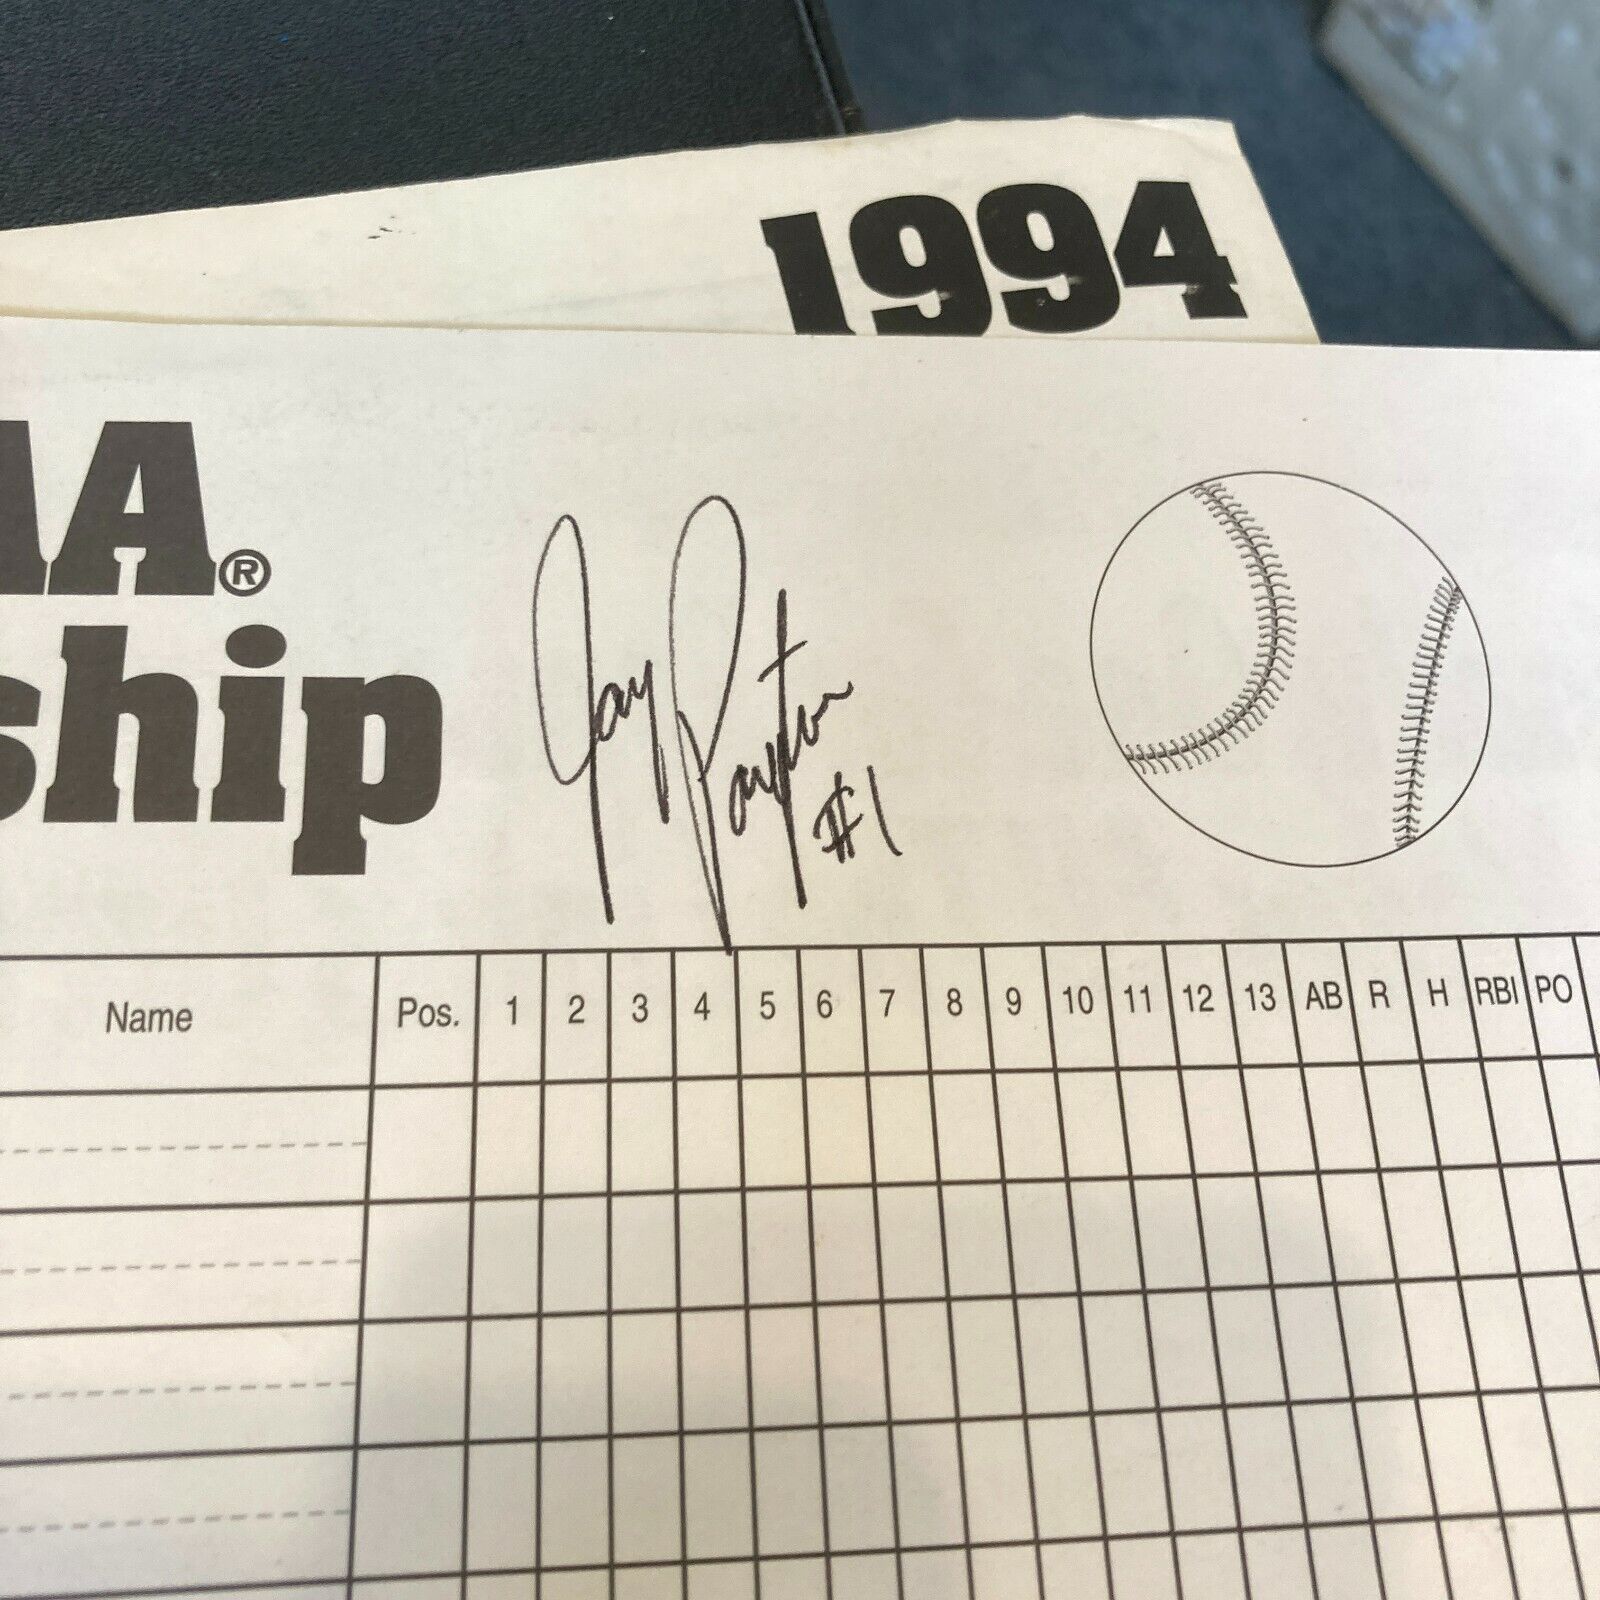 1994
AA®
ship
Jay Payton
#1
Name Pos. 1 2 3 4 5 6 7 8 9 10 11 12 13 AB R H RBI PO